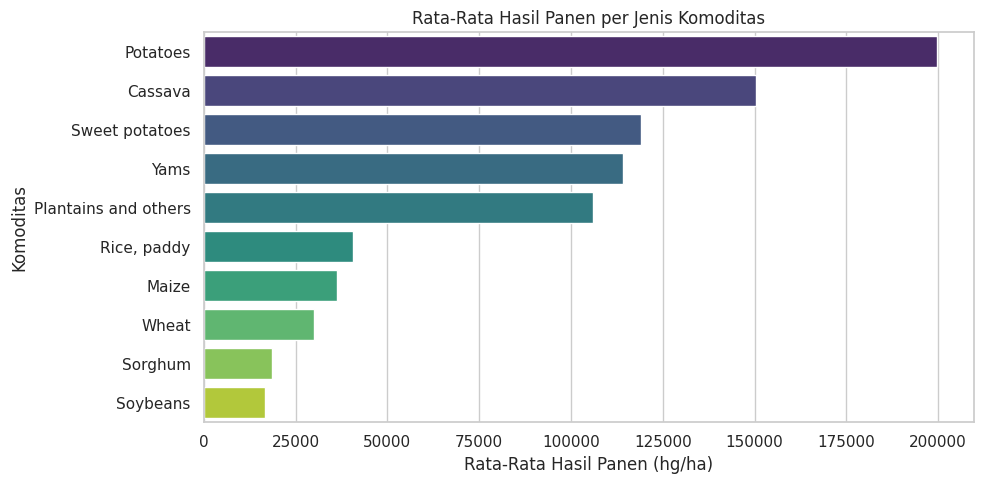 Rata-Rata Hasil Panen per Jenis Komoditas
Komoditas
Potatoes
Cassava
Sweet potatoes
Yams
Plantains and others
Rice, paddy
Maize
Wheat
Sorghum
Soybeans
0 25000 50000 75000 100000 125000 150000 175000 200000
Rata-Rata Hasil Panen (hg/ha)